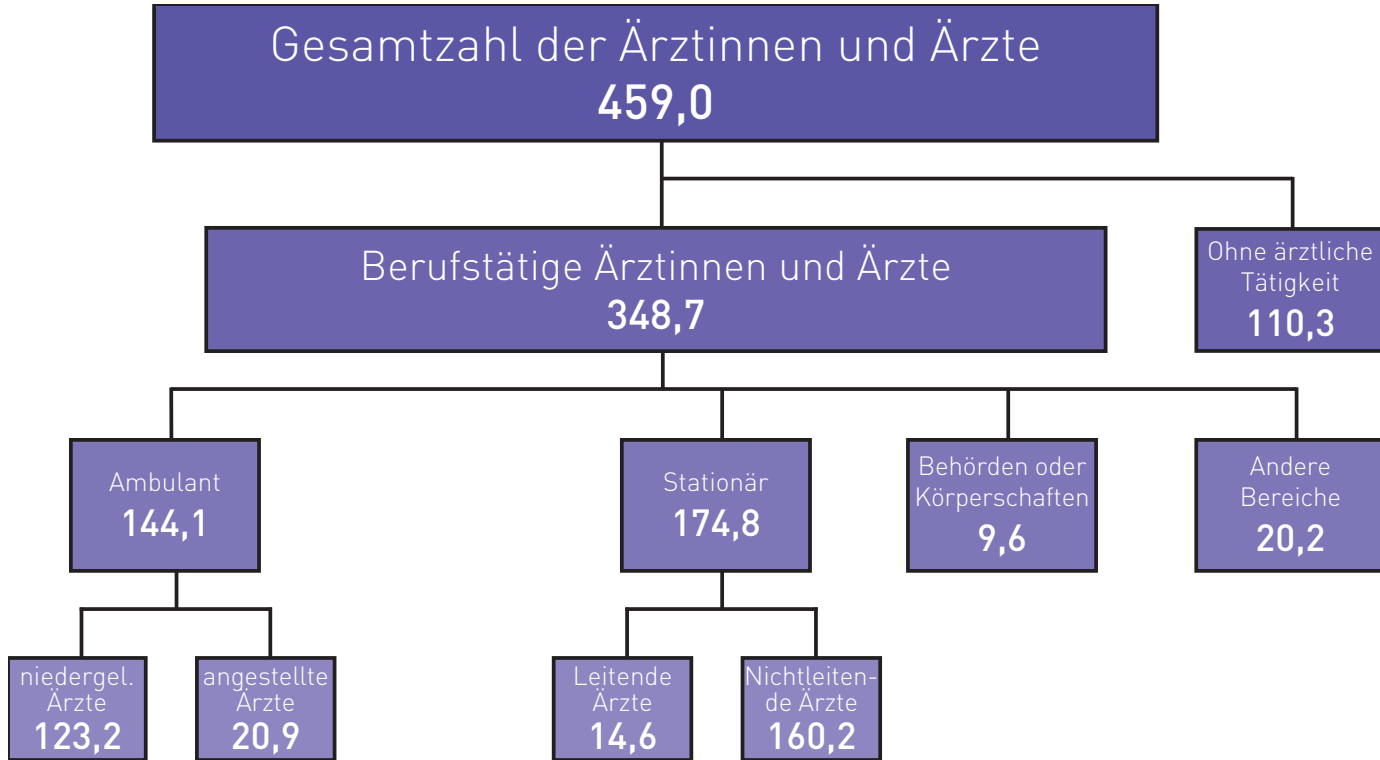 Gesamtzahl der Ärztinnen und Ärzte
459,0
Berufstätige Ärztinnen und Ärzte
348,7
Ohne ärztliche
Tätigkeit
110,3
Ambulant
144,1
Stationär
174,8
Behörden oder
Körperschaften
9,6
Andere
Bereiche
20,2
niedergel.
Ärzte
123,2
angestellte
Ärzte
20,9
Leitende
Ärzte
14,6
Nichtleiten-
de Ärzte
160,2